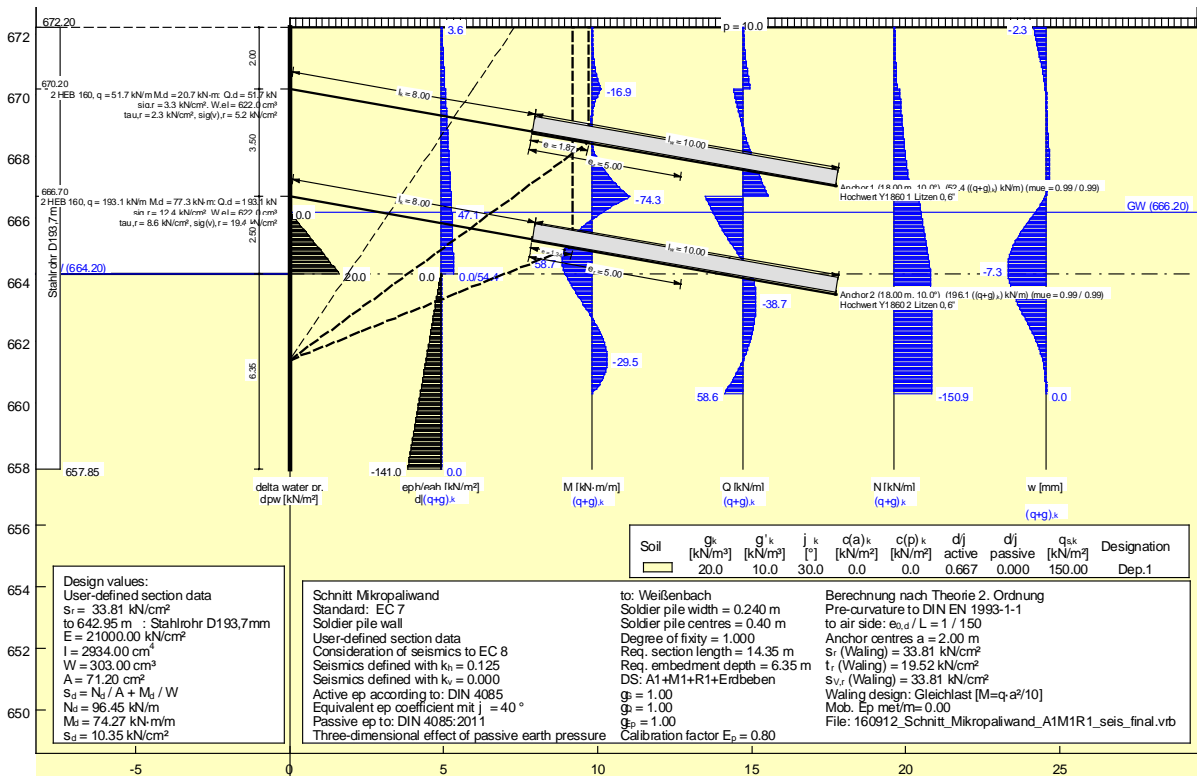 672.20
672
670
668
666
664
662
660
658
656
654
652
650
-5
0
5
10
15
20
25
p = 10.0
2.00
3.50
2.50
6.35
670.20
2 HEB 160, q = 51.7 kN/m M.d = 20.7 kN·m: Q.d = 51.7 kN
sig,r = 3.3 kN/cm². W.el = 622.0 cm³
tau,r = 2.3 kN/cm², sig(v),r = 5.2 kN/cm²
666.70
2 HEB 160, q = 193.1 kN/m M.d = 77.3 kN·m: Q.d = 193.1 kN
sig,r = 12.4 kN/cm². W.el = 622.0 cm³
tau,r = 8.6 kN/cm², sig(v),r = 19.4 kN/cm²
Stahlrohr D193,7mm
(664.20)
657.85
lk = 8.00
lw = 10.00
e = 1.87
er = 5.00
lk = 8.00
lw = 10.00
er = 5.00
Anchor 1 (18.00 m, 10.0°) (52.4 ((q+g),k) kN/m) (mue = 0.99 / 0.99)
Hochwert Y1860 1 Litzen 0,6"
GW (666.20)
Anchor 2 (18.00 m, 10.0°) (196.1 ((q+g),k) kN/m) (mue = 0.99 / 0.99)
Hochwert Y1860 2 Litzen 0,6"
0.0
20.0
3.6
47.1
0.0
0.0/54.4
-141.0
0.0
-16.9
-74.3
58.7
-29.5
-38.7
58.6
-150.9
-2.3
-7.3
0.0
delta water pr.
dpw [kN/m²]
eph/eah [kN/m²]
d|(q+g),k
M [kN·m/m]
(q+g),k
Q [kN/m]
(q+g),k
N [kN/m]
(q+g),k
w [mm]
(q+g),k
Soil gk [kN/m³] g'k [kN/m³] jk [°] c(a)k [kN/m²] c(p)k [kN/m²] d/j active d/j passive qs,k [kN/m²] Designation
20.0 10.0 30.0 0.0 0.0 0.667 0.000 150.00 Dep.1
Design values:
User-defined section data
sr = 33.81 kN/cm²
to 642.95 m : Stahlrohr D193,7mm
E = 21000.00 kN/cm²
I = 2934.00 cm⁴
W = 303.00 cm³
A = 71.20 cm²
sd = Nd / A + Md / W
Nd = 96.45 kN/m
Md = 74.27 kN·m/m
sd = 10.35 kN/cm²
Schnitt Mikropaliwand
Standard: EC 7
Soldier pile wall
User-defined section data
Consideration of seismics to EC 8
Seismics defined with kh = 0.125
Seismics defined with kv = 0.000
Active ep according to: DIN 4085
Equivalent ep coefficient mit j = 40 °
Passive ep to: DIN 4085:2011
Three-dimensional effect of passive earth pressure
to: Weißenbach
Soldier pile width = 0.240 m
Soldier pile centres = 0.40 m
Degree of fixity = 1.000
Req. section length = 14.35 m
Req. embedment depth = 6.35 m
DS: A1+M1+R1+Erdbeben
gG = 1.00
gQ = 1.00
gEp = 1.00
Calibration factor Ep = 0.80
Berechnung nach Theorie 2. Ordnung
Pre-curvature to DIN EN 1993-1-1
to air side: e0,d / L = 1 / 150
Anchor centres a = 2.00 m
sr (Waling) = 33.81 kN/cm²
tr (Waling) = 19.52 kN/cm²
sV,r (Waling) = 33.81 kN/cm²
Waling design: Gleichlast [M=q·a²/10]
Mob. Ep met/m= 0.00
File: 160912_Schnitt_Mikropaliwand_A1M1R1_seis_final.vrb